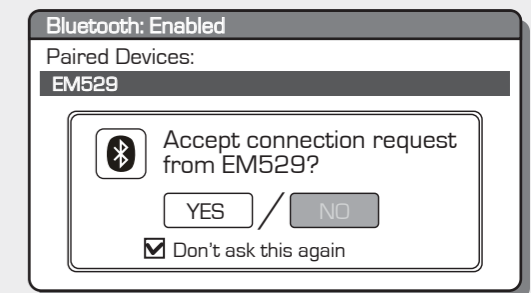 Bluetooth: Enabled
Paired Devices:
EM529
Accept connection request
from EM529?
YES / NO
Don't ask this again